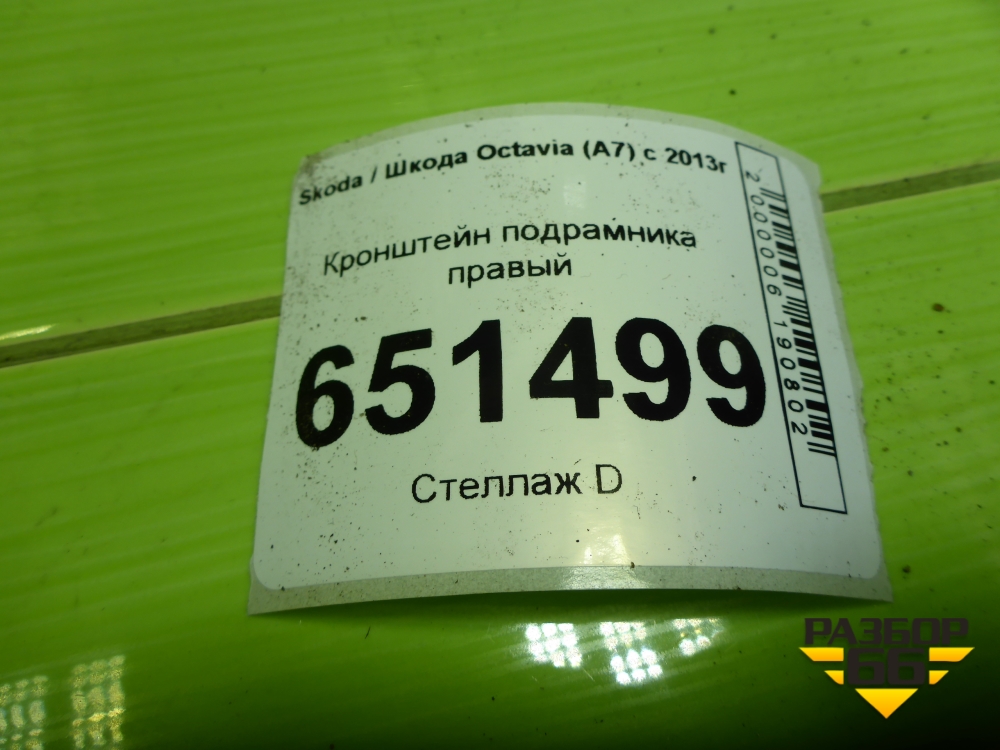 Skoda / Шкода Octavia (A7) с 2013г
Кронштейн подрамника
правый
651499
Стеллаж D
2000006190802
РАЗБОР
66